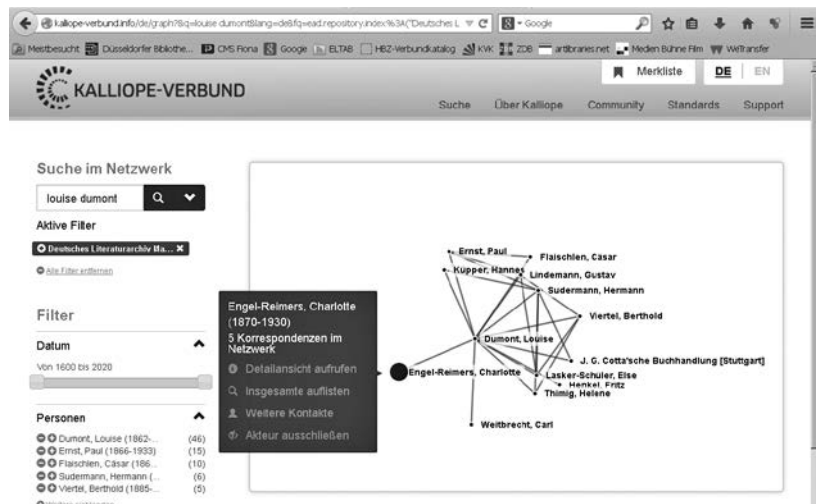 kalliope-verbund.info/de/graph?&q=louise dumont&lang=de&fq=ead.repository.index%3A("Deutsches L
Google
Meistbesucht Düsseldorfer Bibliothe... CMS Fiona Google ELTAB HBZ-Verbundkatalog KVK ZDB artlibraries.net Medien Bühne Film WeTransfer
Merkliste DE EN
KALLIOPE-VERBUND
Suche Über Kalliope Community Standards Support
Suche im Netzwerk
louise dumont
Aktive Filter
Deutsches Literaturarchiv Ma...
Alle Filter entfernen
Filter
Datum
Von 1600 bis 2020
Personen
Dumont, Louise (1862-... (46)
Ernst, Paul (1866-1933) (15)
Flaischlen, Cäsar (186... (10)
Sudermann, Hermann (... (6)
Viertel, Berthold (1885-... (5)
Engel-Reimers, Charlotte
(1870-1930)
5 Korrespondenzen im
Netzwerk
Detailansicht aufrufen
Insgesamte auflisten
Weitere Kontakte
Akteur ausschließen
Ernst, Paul
Flaischlen, Cäsar
Küpper, Hannes
Lindemann, Gustav
Sudermann, Hermann
Viertel, Berthold
Dumont, Louise
J. G. Cotta'sche Buchhandlung [Stuttgart]
Engel-Reimers, Charlotte
Lasker-Schüler, Else
Henkel, Fritz
Thimig, Helene
Weitbrecht, Carl